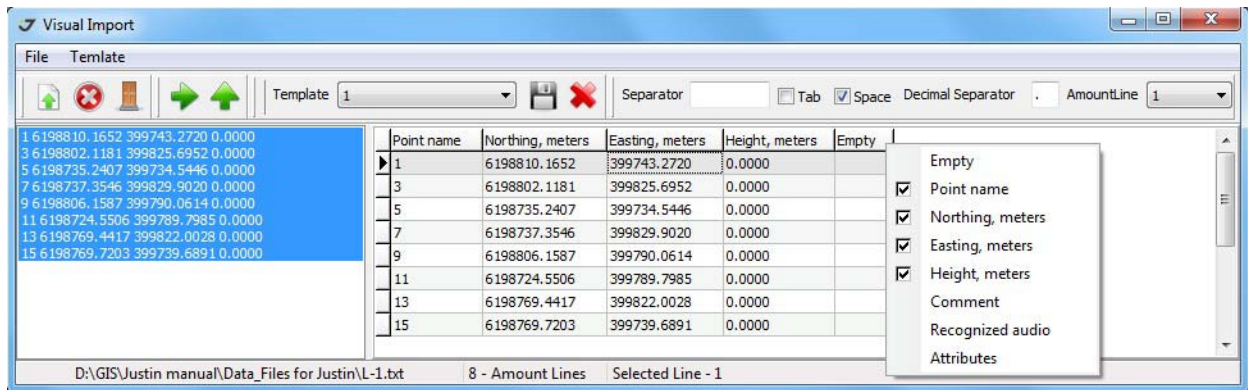 Visual Import
File Temlate
Template 1 Separator Tab Space Decimal Separator . AmountLine 1
1 6198810.1652 399743.2720 0.0000
3 6198802.1181 399825.6952 0.0000
5 6198735.2407 399734.5446 0.0000
7 6198737.3546 399829.9020 0.0000
9 6198806.1587 399790.0614 0.0000
11 6198724.5506 399789.7985 0.0000
13 6198769.4417 399822.0028 0.0000
15 6198769.7203 399739.6891 0.0000
Point name Northing, meters Easting, meters Height, meters Empty
1 6198810.1652 399743.2720 0.0000
3 6198802.1181 399825.6952 0.0000
5 6198735.2407 399734.5446 0.0000
7 6198737.3546 399829.9020 0.0000
9 6198806.1587 399790.0614 0.0000
11 6198724.5506 399789.7985 0.0000
13 6198769.4417 399822.0028 0.0000
15 6198769.7203 399739.6891 0.0000
Empty
Point name
Northing, meters
Easting, meters
Height, meters
Comment
Recognized audio
Attributes
D:\GIS\Justin manual\Data_Files for Justin\L-1.txt 8 - Amount Lines Selected Line - 1